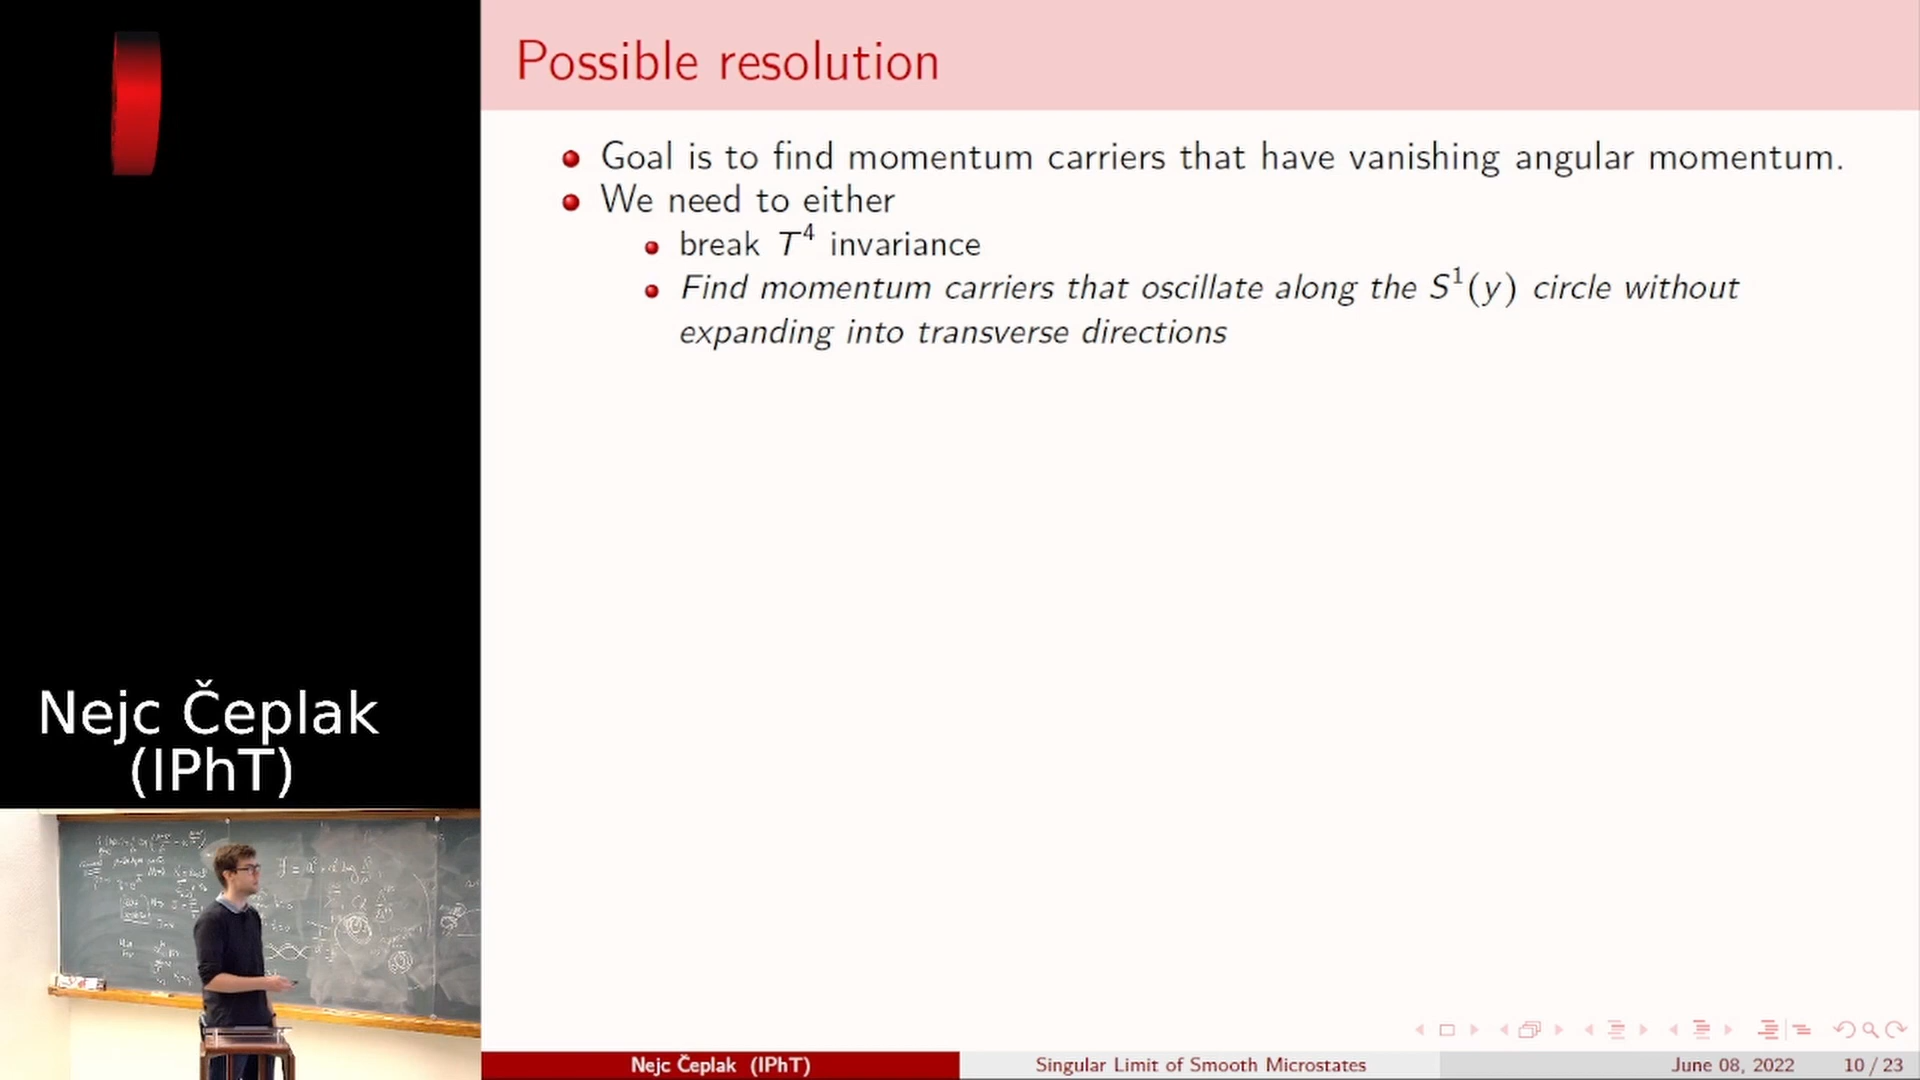 Possible resolution
Goal is to find momentum carriers that have vanishing angular momentum.
We need to either
break T⁴ invariance
Find momentum carriers that oscillate along the S¹(y) circle without
expanding into transverse directions
Nejc Čeplak
(IPhT)
Nejc Čeplak (IPhT)
Singular Limit of Smooth Microstates
June 08, 2022
10 / 23